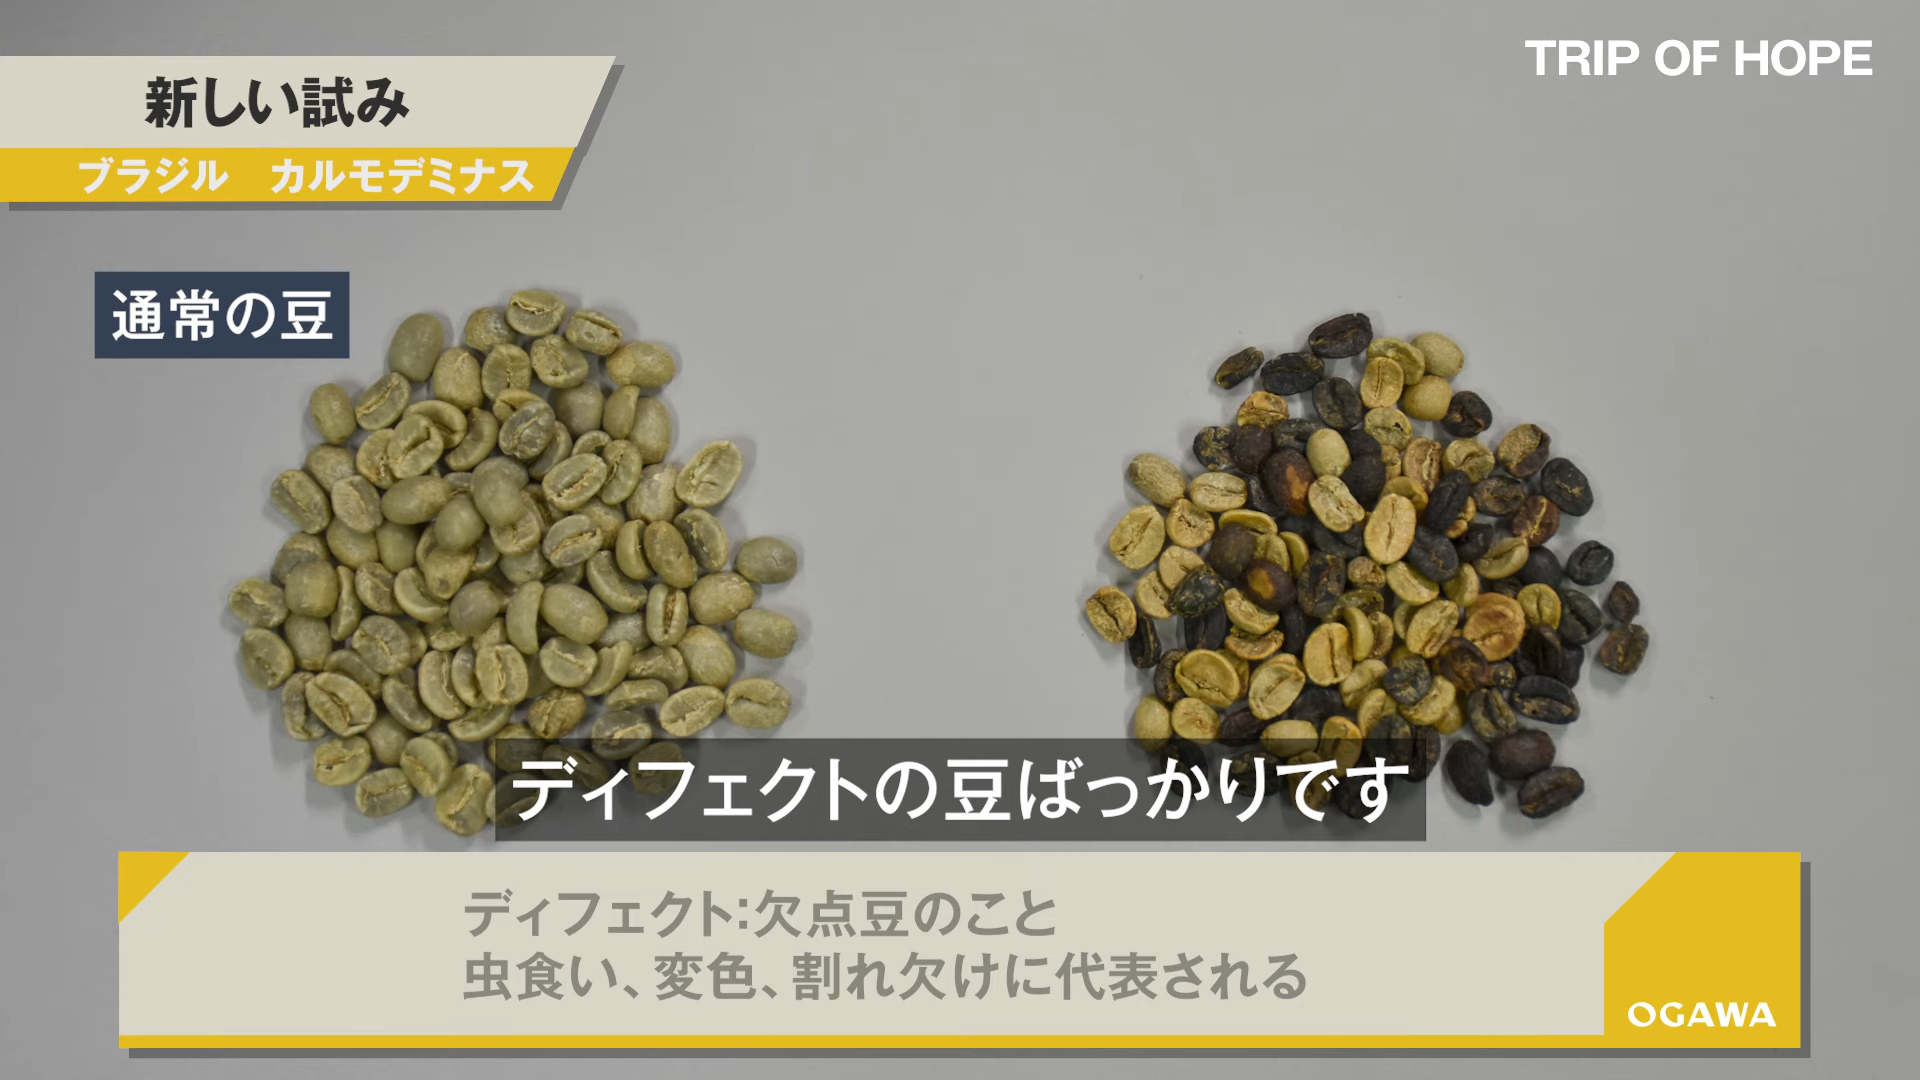 TRIP OF HOPE
新しい試み
ブラジル　カルモデミナス
通常の豆
ディフェクトの豆ばっかりです
ディフェクト：欠点豆のこと
虫食い、変色、割れ欠けに代表される
OGAWA